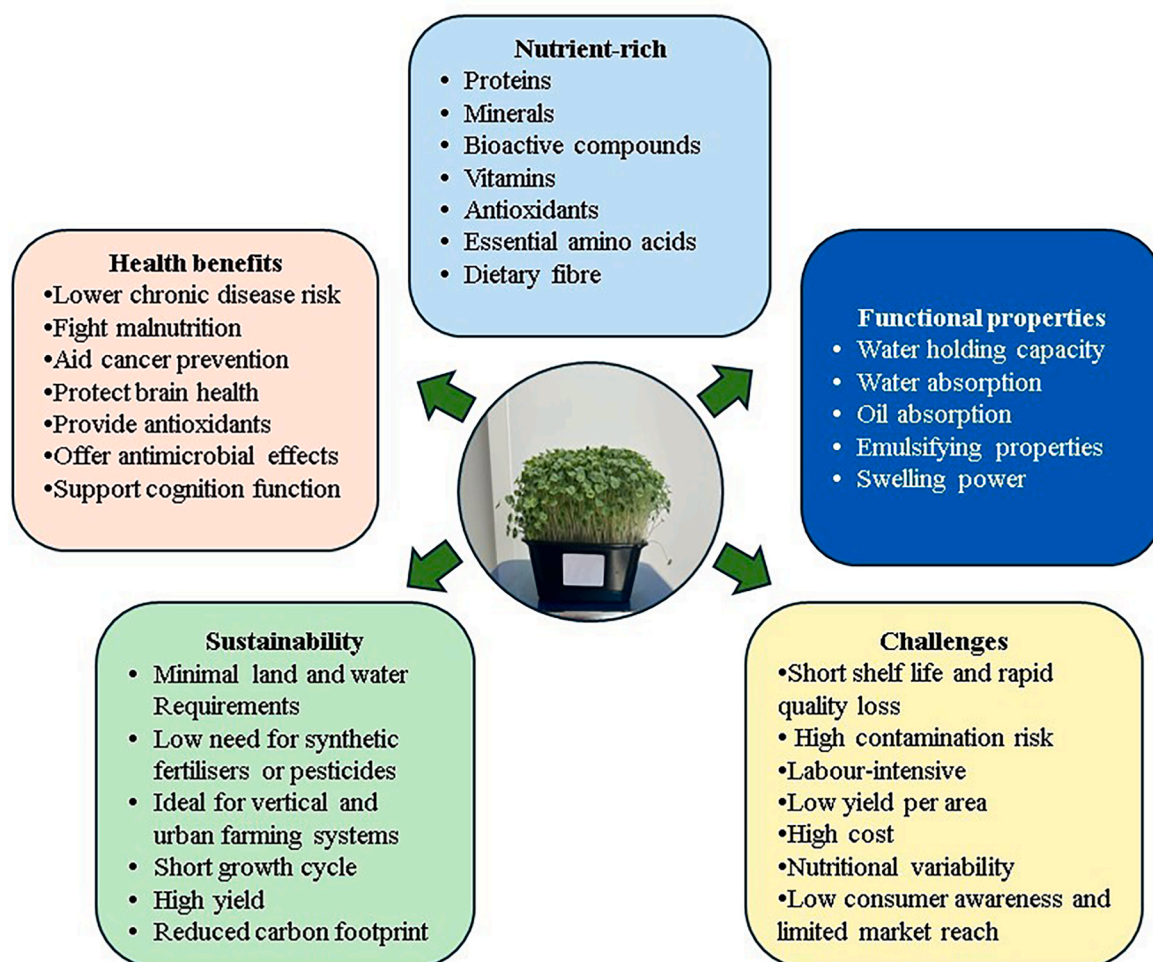 Nutrient-rich
• Proteins
• Minerals
• Bioactive compounds
• Vitamins
• Antioxidants
• Essential amino acids
• Dietary fibre
Health benefits
•Lower chronic disease risk
•Fight malnutrition
•Aid cancer prevention
•Protect brain health
•Provide antioxidants
•Offer antimicrobial effects
•Support cognition function
Functional properties
• Water holding capacity
• Water absorption
• Oil absorption
• Emulsifying properties
• Swelling power
Sustainability
• Minimal land and water
Requirements
• Low need for synthetic
fertilisers or pesticides
• Ideal for vertical and
urban farming systems
• Short growth cycle
• High yield
• Reduced carbon footprint
Challenges
•Short shelf life and rapid
quality loss
• High contamination risk
•Labour-intensive
•Low yield per area
•High cost
•Nutritional variability
•Low consumer awareness and
limited market reach